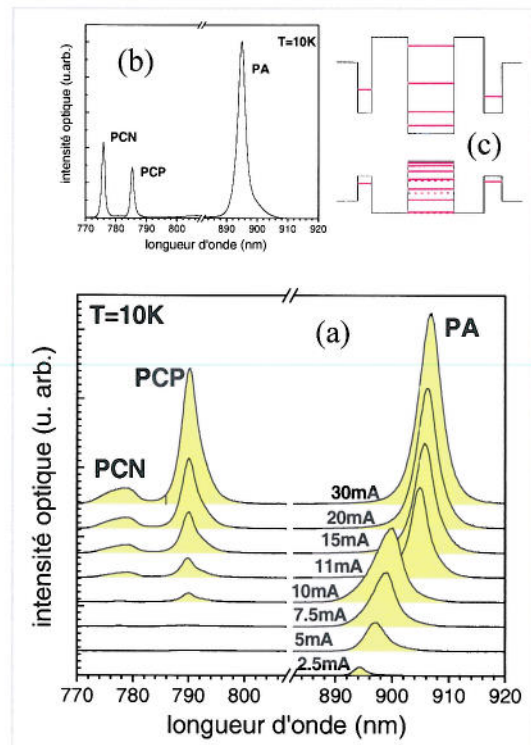 (b)
T=10K
PA
PCN
PCP
intensité optique (u.arb.)
770 780 790 800 890 900 910 920
longueur d'onde (nm)
(c)
T=10K
(a)
PA
PCP
PCN
30mA
20mA
15mA
11mA
10mA
7.5mA
5mA
2.5mA
intensité optique (u. arb.)
770 780 790 800 890 900 910 920
longueur d'onde (nm)